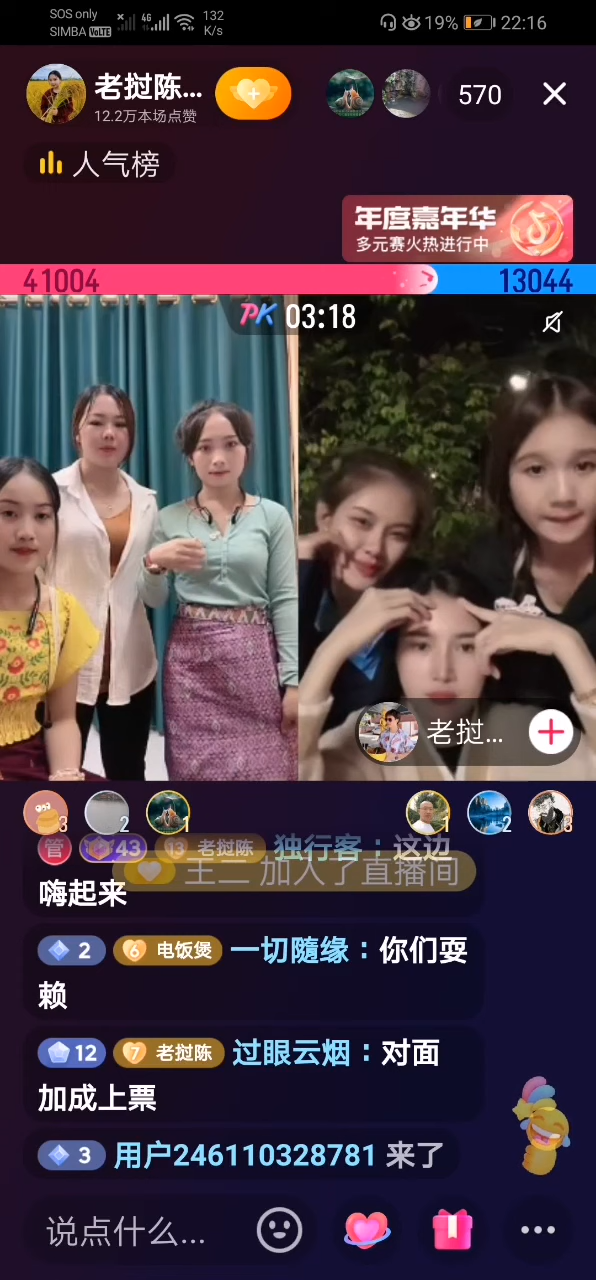 SOS only
SIMBA VoLTE
4G
132
K/s
19%
22:16
老挝陈...
12.2万本场点赞
570
人气榜
年度嘉年华
多元赛火热进行中
41004
13044
PK 03:18
老挝...
3
2
1
1
2
3
管 43 13 老挝陈 独行客：这边
嗨起来
王二 加入了直播间
2 6 电饭煲 一切隨缘：你们耍
赖
12 7 老挝陈 过眼云烟：对面
加成上票
3 用户246110328781 来了
说点什么...